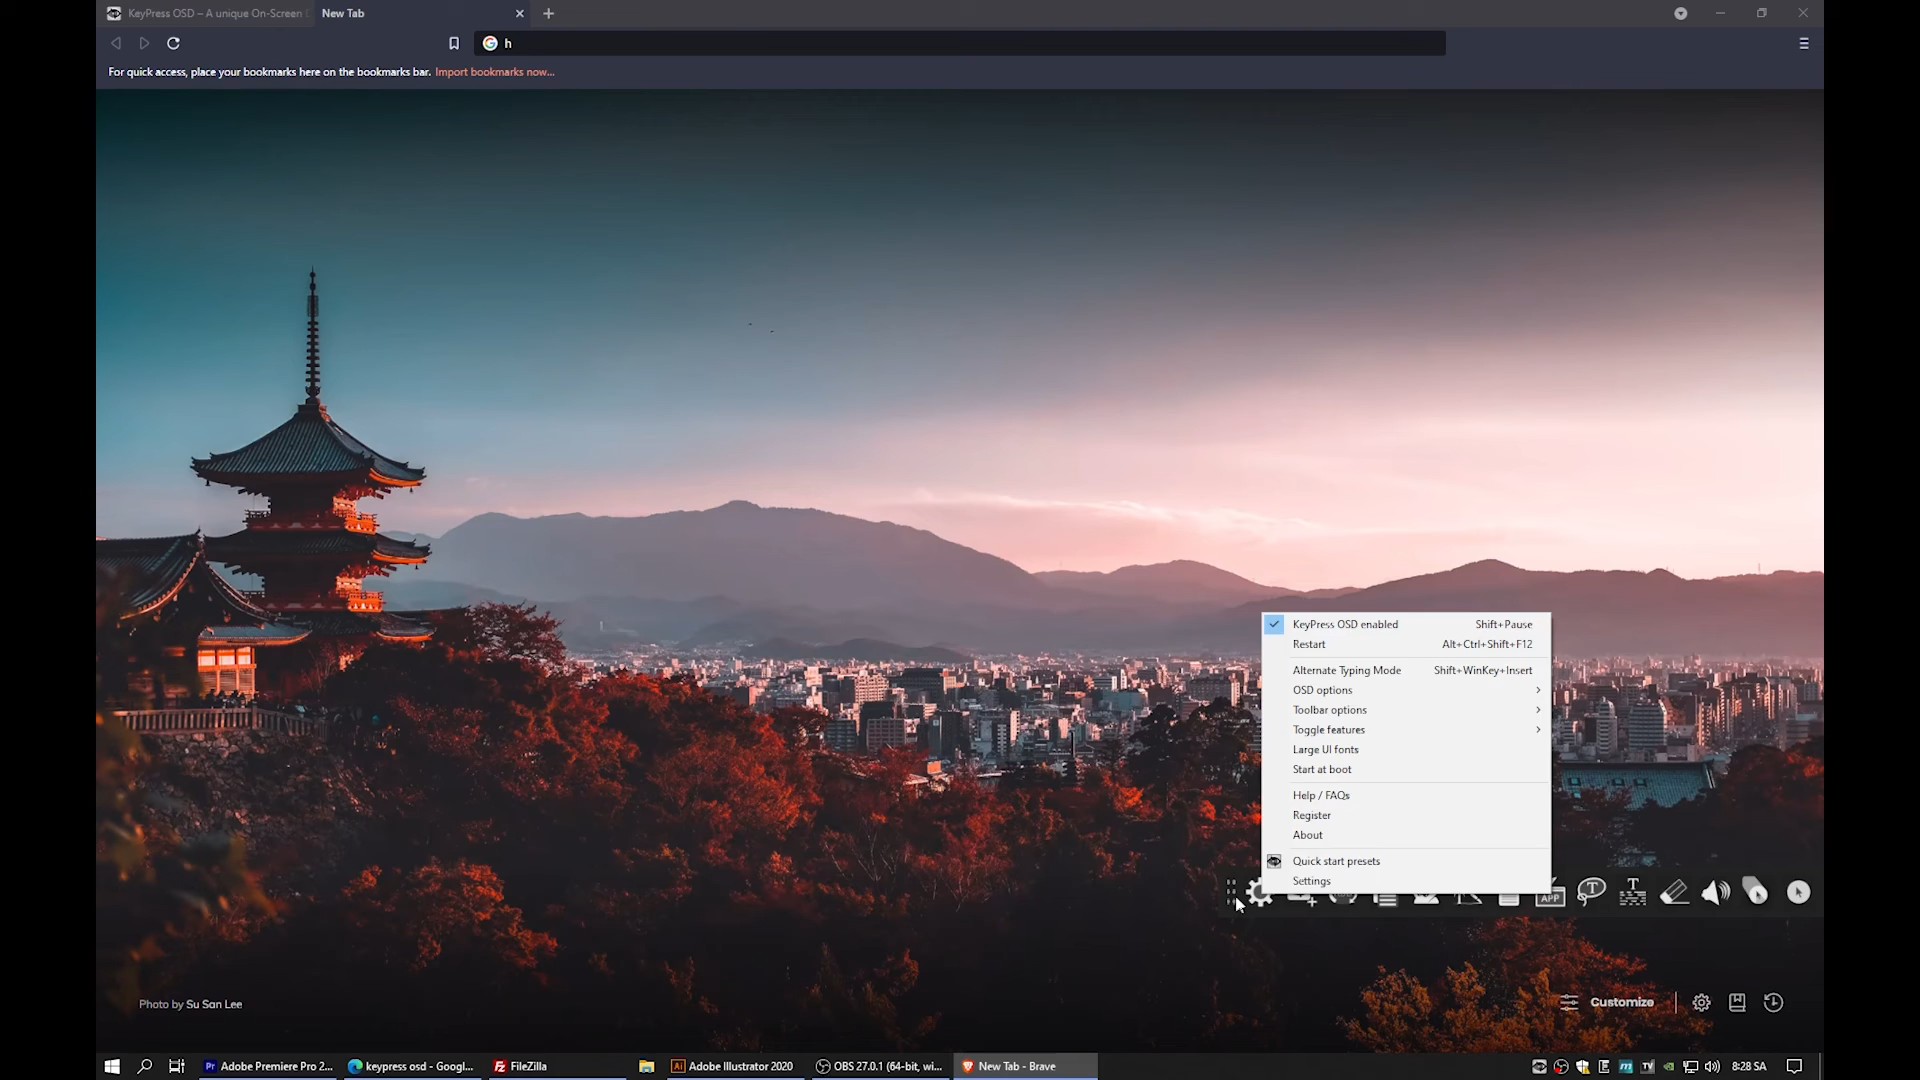 KeyPress OSD – A unique On-Screen
New Tab
h
For quick access, place your bookmarks here on the bookmarks bar. Import bookmarks now...
KeyPress OSD enabled Shift+Pause
Restart Alt+Ctrl+Shift+F12
Alternate Typing Mode Shift+WinKey+Insert
OSD options
Toolbar options
Toggle features
Large UI fonts
Start at boot
Help / FAQs
Register
About
Quick start presets
Settings
APP
T
T
Photo by Su San Lee
Customize
Pr Adobe Premiere Pro 2...
keypress osd - Googl...
FileZilla
Ai Adobe Illustrator 2020
OBS 27.0.1 (64-bit, wi...
New Tab - Brave
8:28 SA